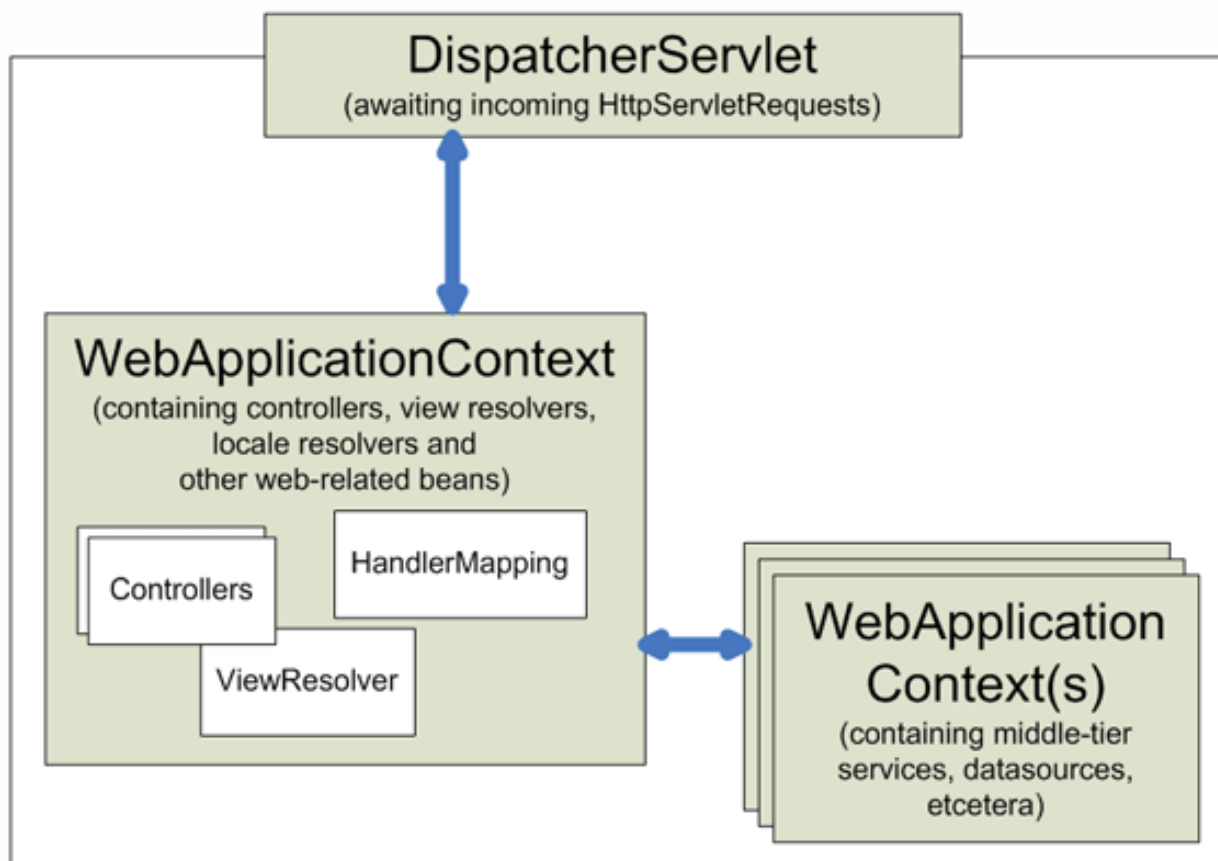 DispatcherServlet
(awaiting incoming HttpServletRequests)
WebApplicationContext
(containing controllers, view resolvers,
locale resolvers and
other web-related beans)
HandlerMapping
Controllers
ViewResolver
WebApplication
Context(s)
(containing middle-tier
services, datasources,
etcetera)